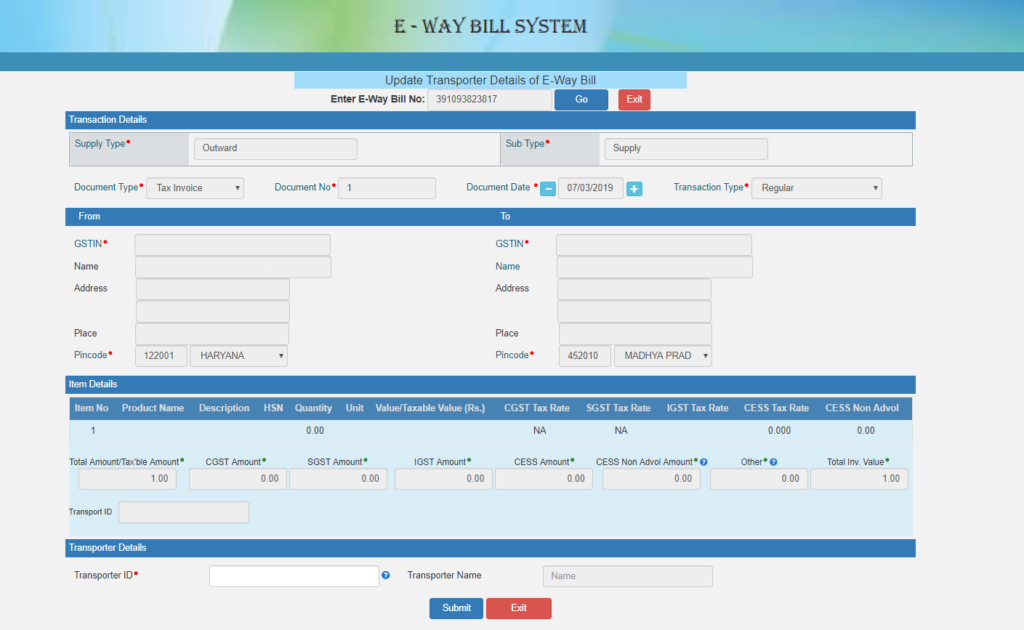 E - WAY BILL SYSTEM
Update Transporter Details of E-Way Bill
Enter E-Way Bill No: 391093823817 Go Exit
Transaction Details
Supply Type• Outward Sub Type• Supply
Document Type• Tax Invoice Document No• 1 Document Date • − 07/03/2019 + Transaction Type• Regular
From To
GSTIN• GSTIN•
Name Name
Address Address
Place Place
Pincode• 122001 HARYANA Pincode• 452010 MADHYA PRAD
Item Details
Item No Product Name Description HSN Quantity Unit Value/Taxable Value (Rs.) CGST Tax Rate SGST Tax Rate IGST Tax Rate CESS Tax Rate CESS Non Advol
1 0.00 NA NA 0.000 0.00
Total Amount/Tax'ble Amount• CGST Amount• SGST Amount• IGST Amount• CESS Amount• CESS Non Advol Amount• ? Other• ? Total Inv. Value•
1.00 0.00 0.00 0.00 0.00 0.00 0.00 1.00
Transport ID
Transporter Details
Transporter ID• ? Transporter Name Name
Submit Exit